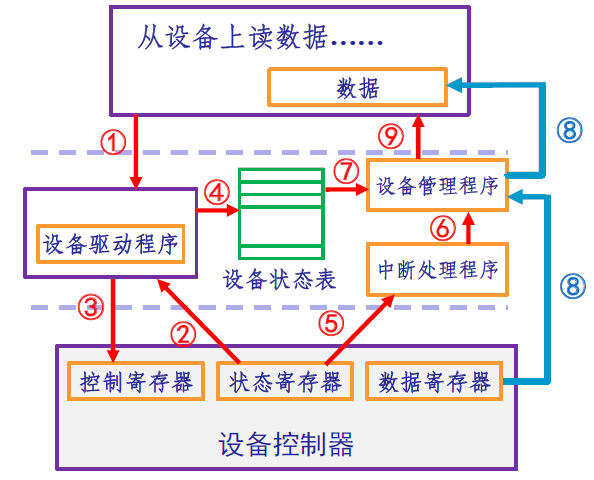 从设备上读数据……
数据
①
⑨
⑧
④
⑦
设备管理程序
设备驱动程序
⑥
设备状态表
中断处理程序
⑧
③
②
⑤
控制寄存器
状态寄存器
数据寄存器
设备控制器